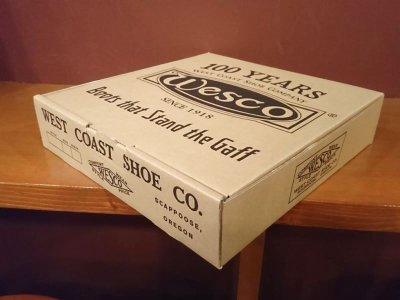 100 YEARS
WEST COAST SHOE COMPANY
Wesco
®
SINCE 1918
Boots that Stand the Gaff
WEST COAST SHOE CO.
WESCO
SCAPPOOSE,
OREGON
WESCO